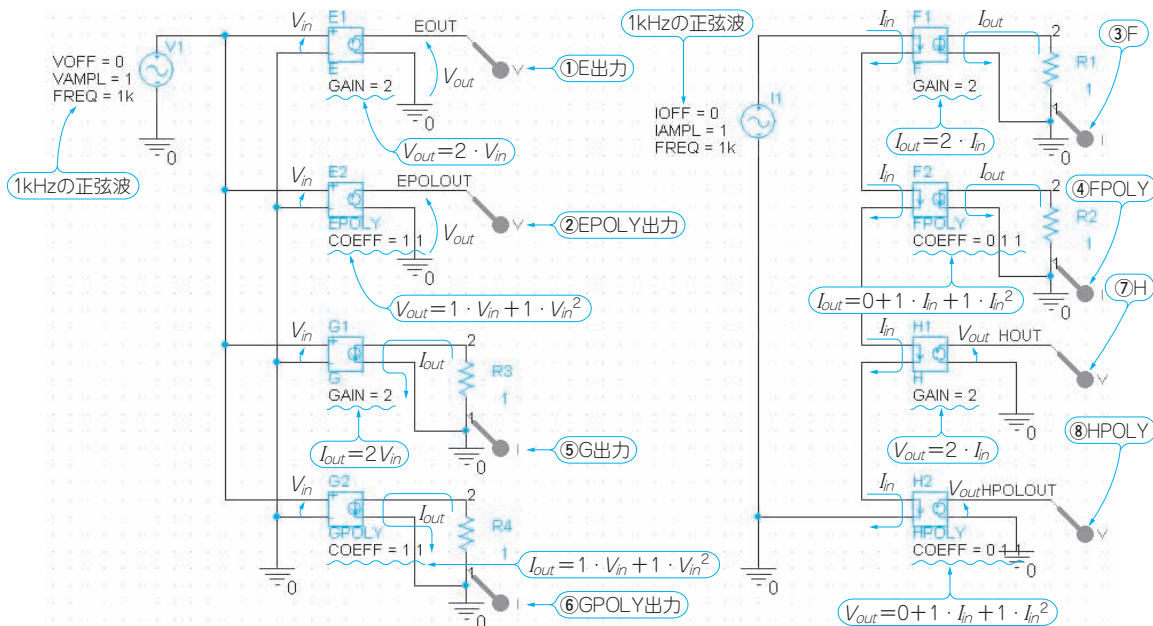 V1
VOFF = 0
VAMPL = 1
FREQ = 1k
1kHzの正弦波
0
Vin
E1
+
-
E
EOUT
GAIN = 2
Vout
0
V
①E出力
Vout=2・Vin
Vin
E2
+
-
EPOLY
EPOLOUT
COEFF = 1 1
Vout
0
V
②EPOLY出力
Vout=1・Vin+1・Vin²
Vin
G1
+
-
G
Iout
2
R3
1
1
GAIN = 2
0
I
⑤G出力
Iout=2Vin
Vin
G2
+
-
GPOLY
Iout
2
R4
1
1
COEFF = 1 1
0
I
Iout=1・Vin+1・Vin²
⑥GPOLY出力
0
1kHzの正弦波
I1
IOFF = 0
IAMPL = 1
FREQ = 1k
Iin
F1
F
Iout
2
R1
1
1
GAIN = 2
0
I
③F
Iout=2・Iin
Iin
F2
FPOLY
Iout
2
R2
1
1
COEFF = 0 1 1
0
I
④FPOLY
Iout=0+1・Iin+1・Iin²
Iin
H1
H
Vout HOUT
GAIN = 2
0
V
⑦H
Vout=2・Iin
Iin
H2
HPOLY
VoutHPOLOUT
COEFF = 0 1 1
0
V
⑧HPOLY
Vout=0+1・Iin+1・Iin²
0